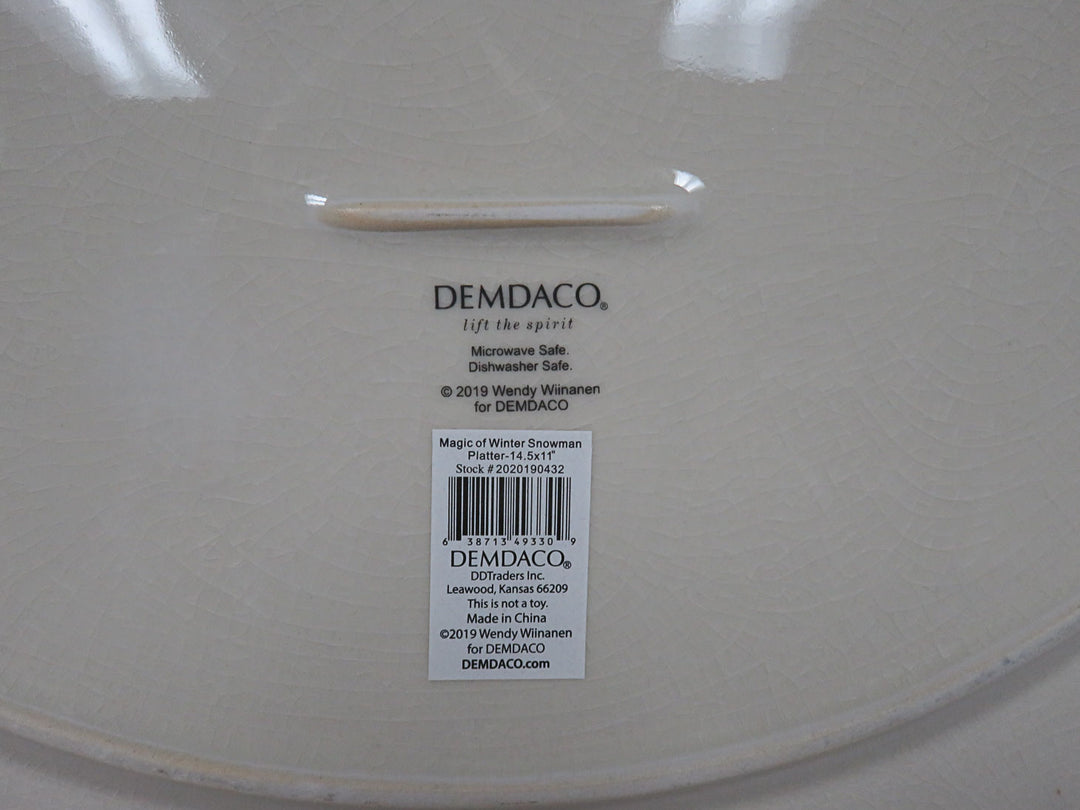 DEMDACO®
lift the spirit
Microwave Safe.
Dishwasher Safe.
© 2019 Wendy Wiinanen
for DEMDACO
Magic of Winter Snowman
Platter-14.5x11"
Stock # 2020190432
6 38713 49330 9
DEMDACO®
DDTraders Inc.
Leawood, Kansas 66209
This is not a toy.
Made in China
©2019 Wendy Wiinanen
for DEMDACO
DEMDACO.com